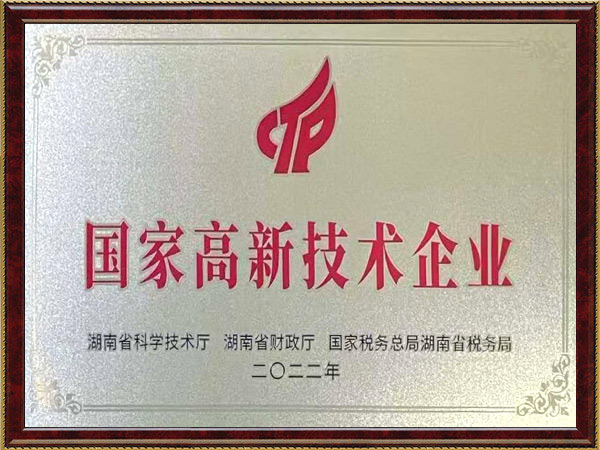 CTP
国家高新技术企业
湖南省科学技术厅 湖南省财政厅 国家税务总局湖南省税务局
二〇二二年